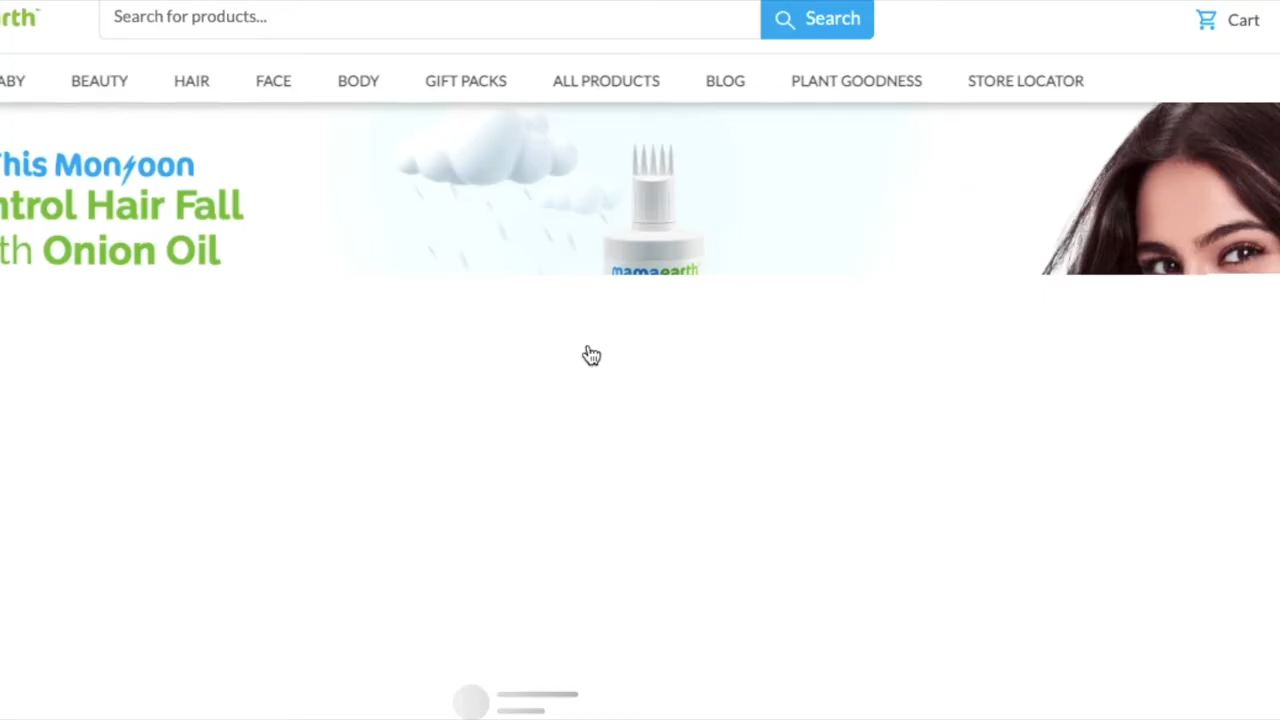 rth
Search for products...
Search
Cart
ABY
BEAUTY
HAIR
FACE
BODY
GIFT PACKS
ALL PRODUCTS
BLOG
PLANT GOODNESS
STORE LOCATOR
his Monsoon
ntrol Hair Fall
th Onion Oil
mamaearth